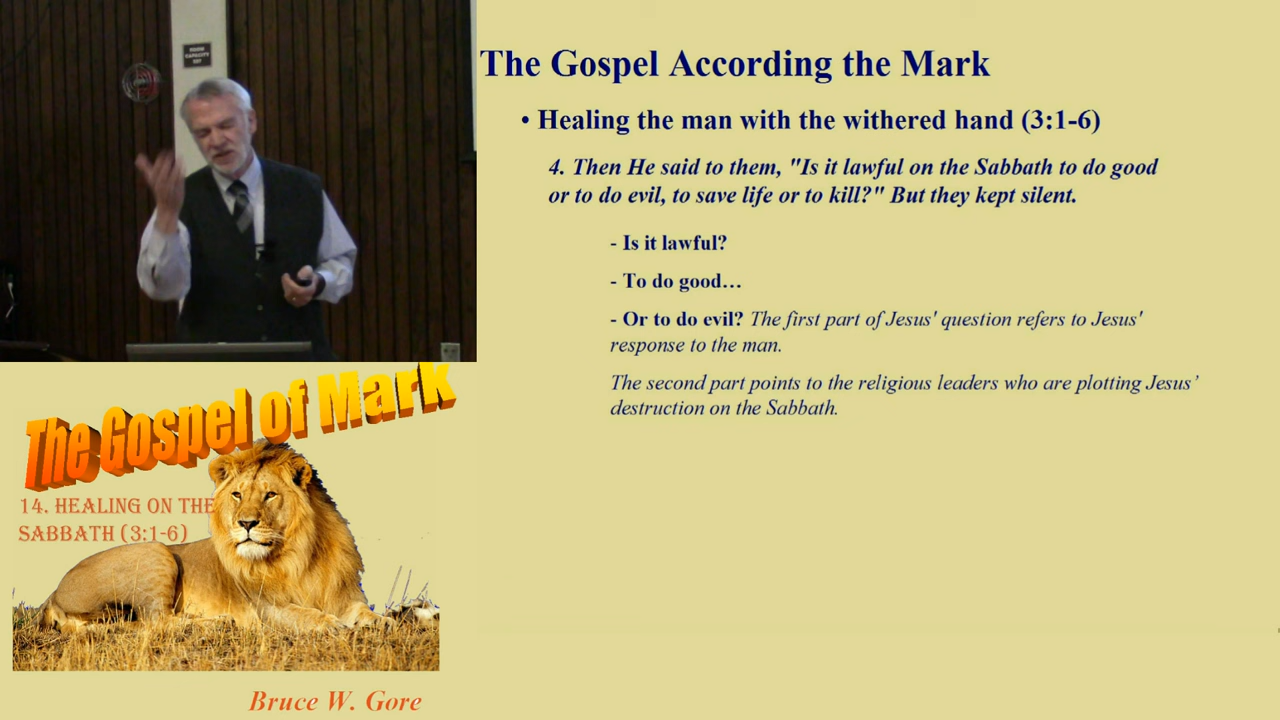 The Gospel According the Mark
• Healing the man with the withered hand (3:1-6)
4. Then He said to them, "Is it lawful on the Sabbath to do good
or to do evil, to save life or to kill?" But they kept silent.
- Is it lawful?
- To do good…
- Or to do evil? The first part of Jesus' question refers to Jesus'
response to the man.
The second part points to the religious leaders who are plotting Jesus’
destruction on the Sabbath.
The Gospel of Mark
14. HEALING ON THE
SABBATH (3:1-6)
Bruce W. Gore